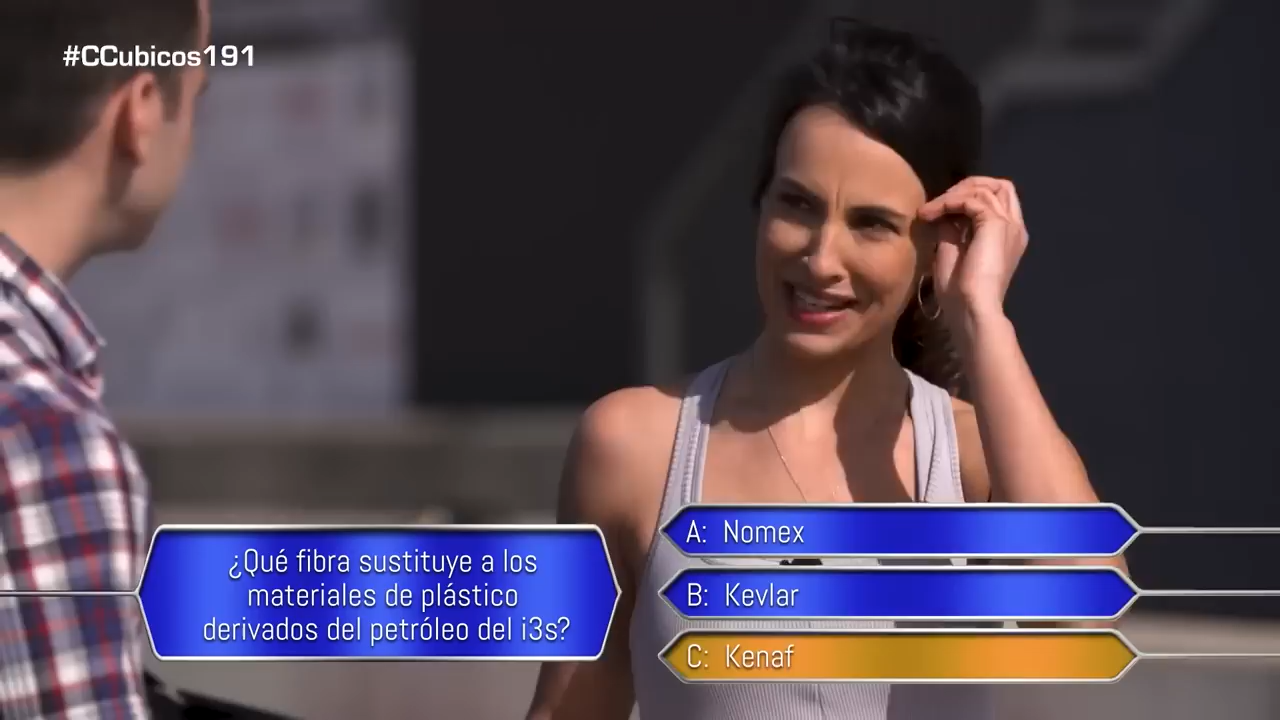 #CCubicos191
¿Qué fibra sustituye a los
materiales de plástico
derivados del petróleo del i3s?
A: Nomex
B: Kevlar
C: Kenaf